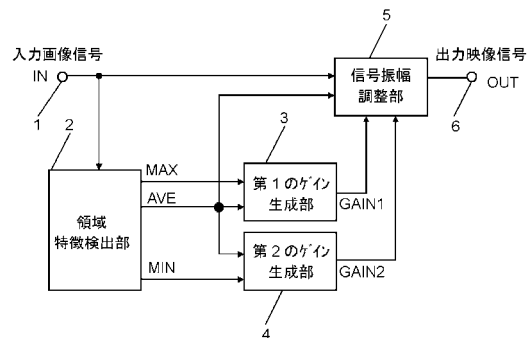 入力画像信号
IN
1
2
領域
特徴検出部
MAX
AVE
MIN
3
第１のゲイン
生成部
GAIN1
第２のゲイン
生成部
GAIN2
4
5
信号振幅
調整部
出力映像信号
OUT
6